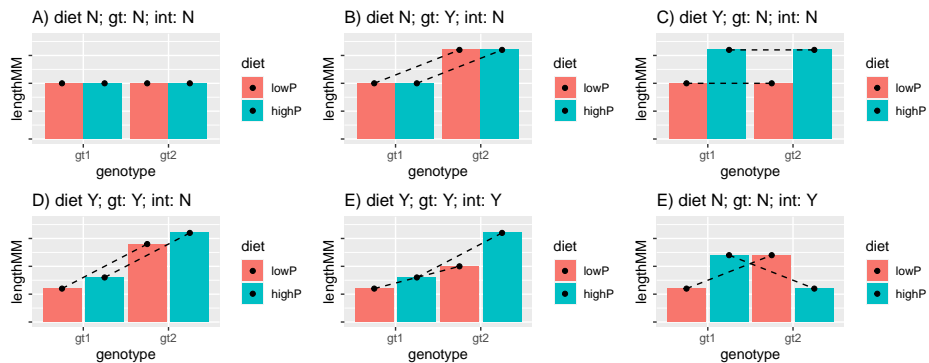 A) diet N; gt: N; int: N
lengthMM
gt1 gt2
genotype
diet
lowP
highP
B) diet N; gt: Y; int: N
lengthMM
gt1 gt2
genotype
diet
lowP
highP
C) diet Y; gt: N; int: N
lengthMM
gt1 gt2
genotype
diet
lowP
highP
D) diet Y; gt: Y; int: N
lengthMM
gt1 gt2
genotype
diet
lowP
highP
E) diet Y; gt: Y; int: Y
lengthMM
gt1 gt2
genotype
diet
lowP
highP
E) diet N; gt: N; int: Y
lengthMM
gt1 gt2
genotype
diet
lowP
highP